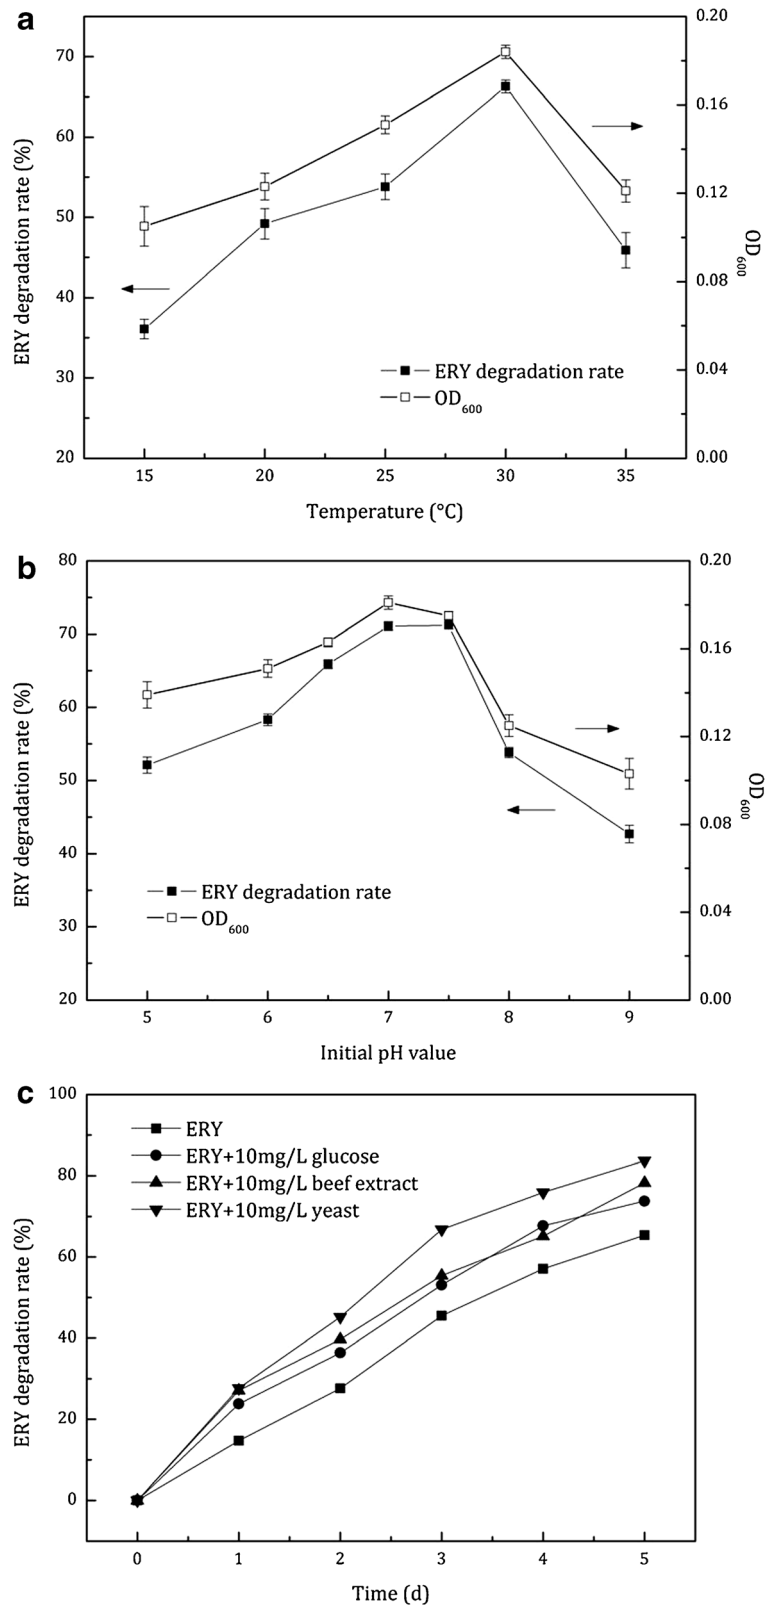 a
70
60
50
40
30
20
0.20
0.16
0.12
0.08
0.04
0.00
ERY degradation rate (%)
OD600
ERY degradation rate
OD600
15 20 25 30 35
Temperature (°C)
b
80
70
60
50
40
30
20
0.20
0.16
0.12
0.08
0.04
0.00
ERY degradation rate (%)
OD600
ERY degradation rate
OD600
5 6 7 8 9
Initial pH value
c
100
80
60
40
20
0
ERY degradation rate (%)
ERY
ERY+10mg/L glucose
ERY+10mg/L beef extract
ERY+10mg/L yeast
0 1 2 3 4 5
Time (d)